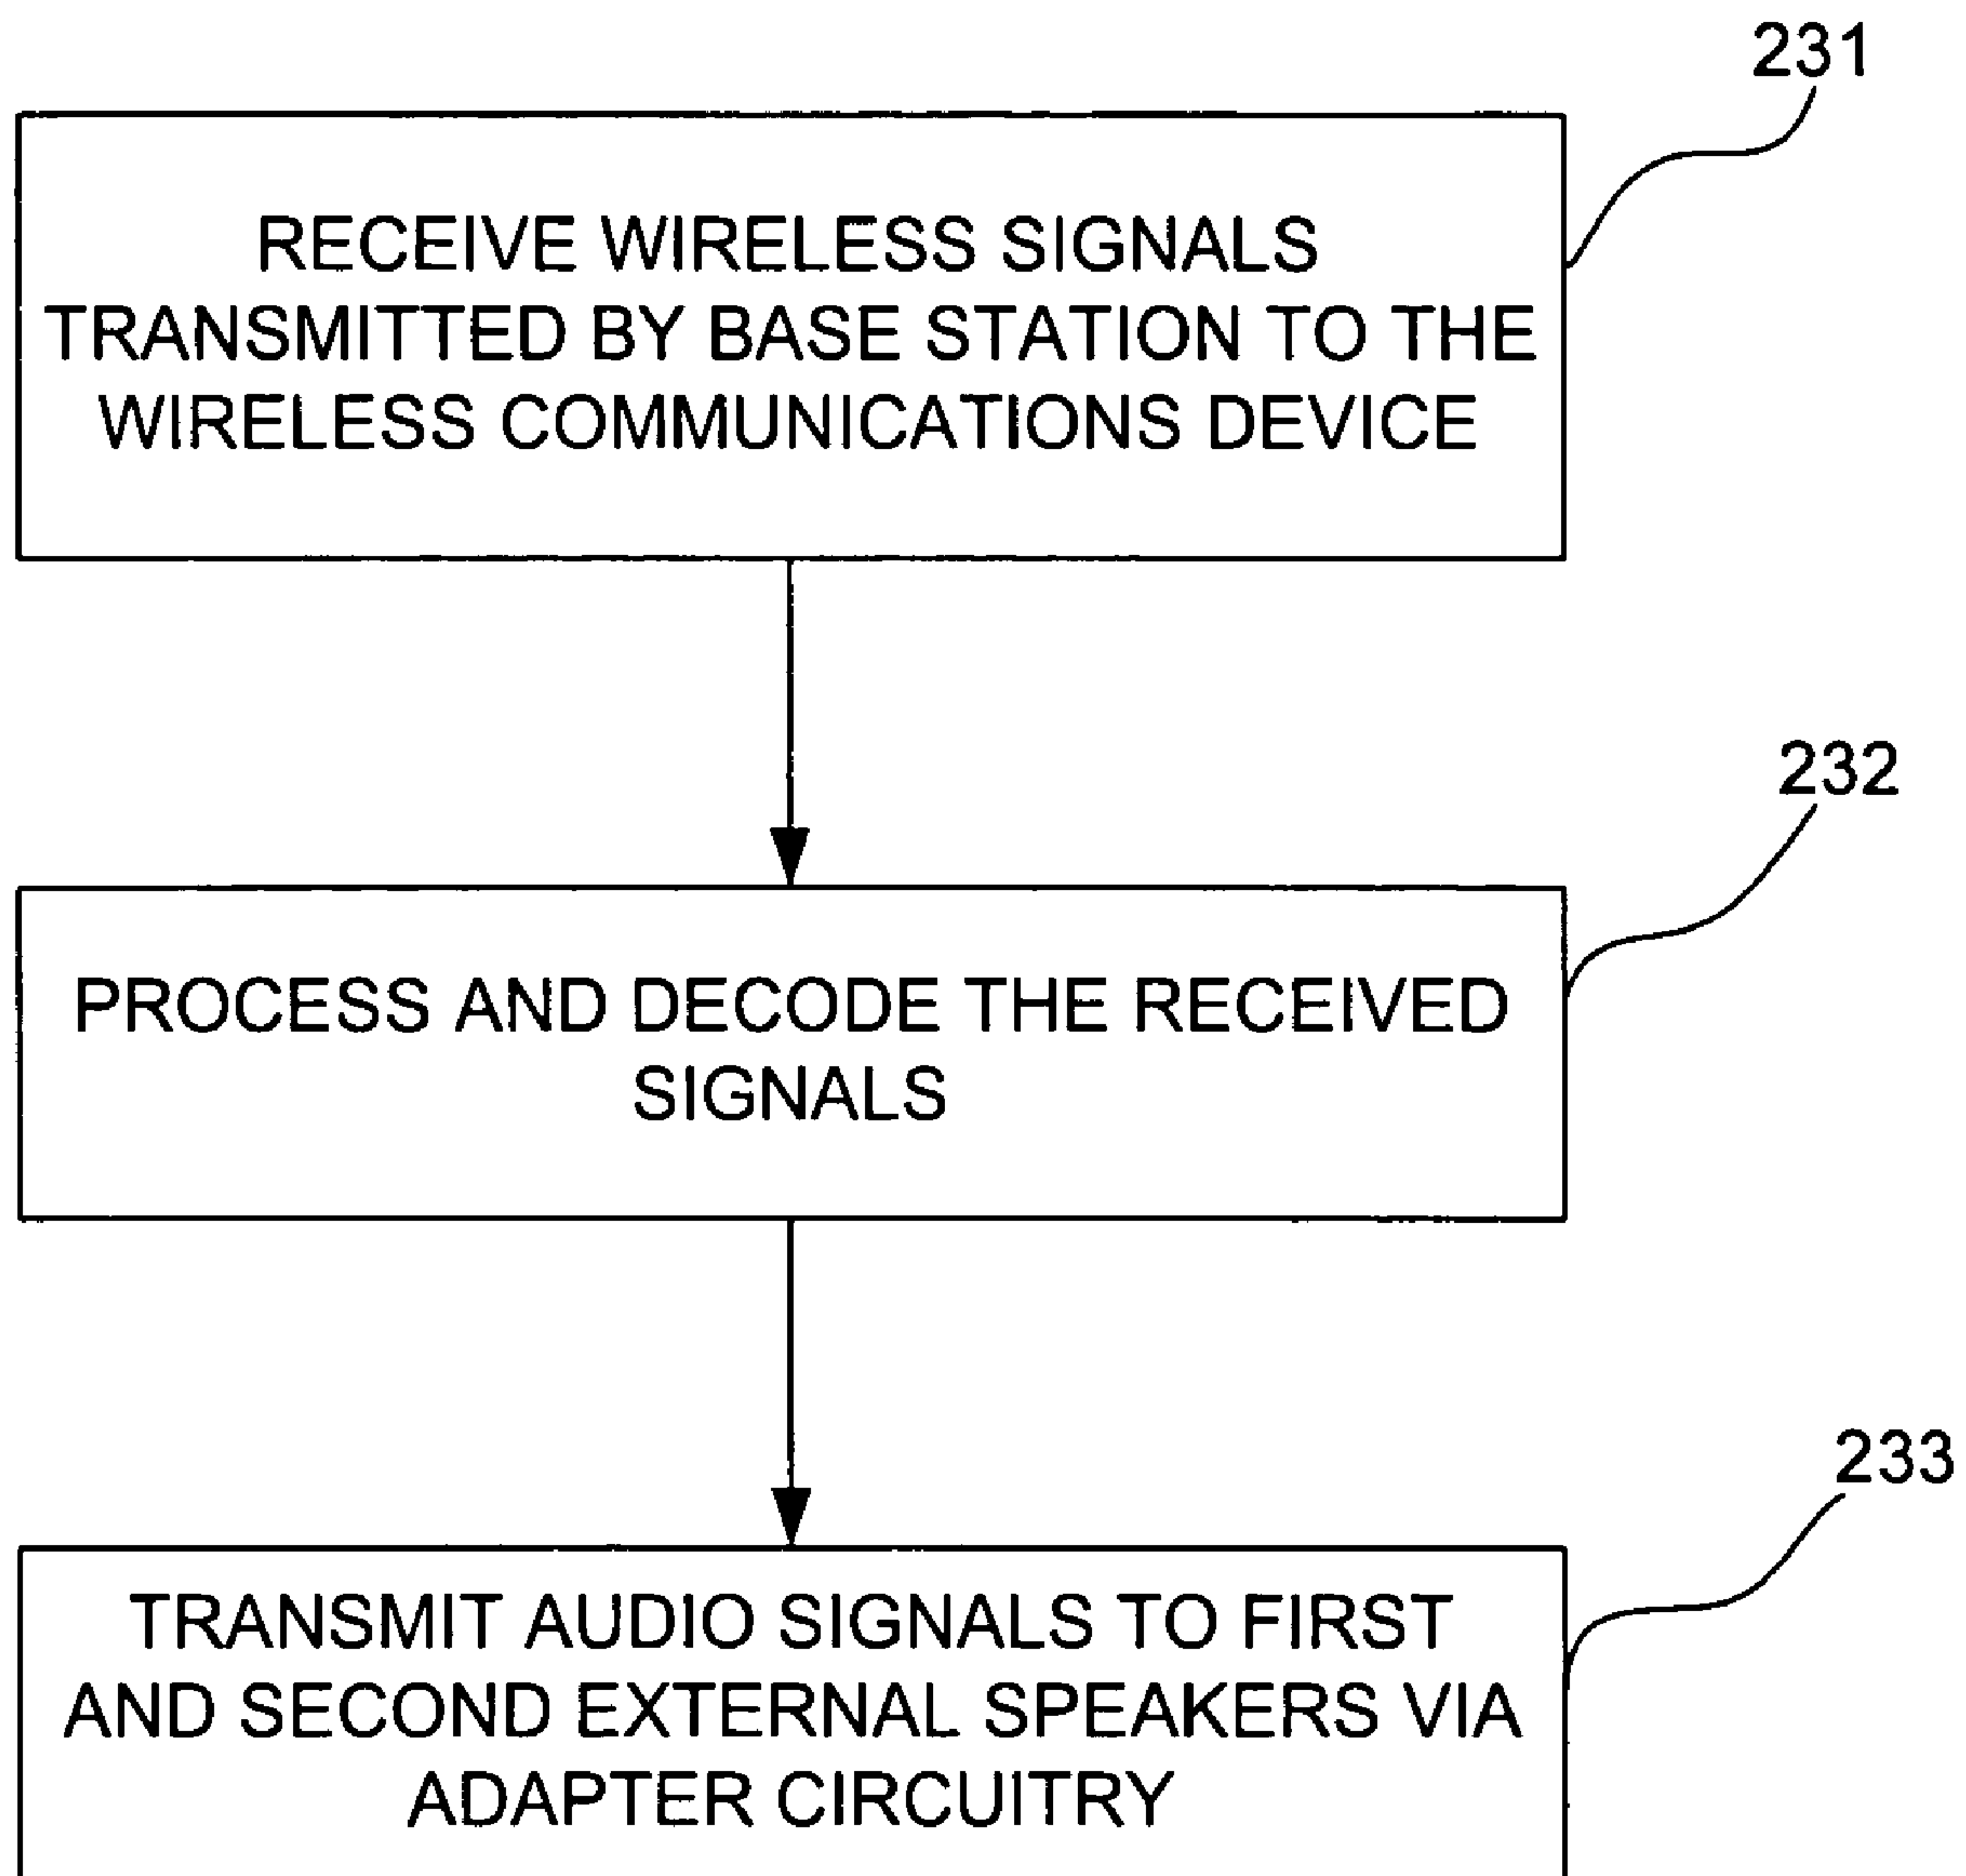 231
RECEIVE WIRELESS SIGNALS
TRANSMITTED BY BASE STATION TO THE
WIRELESS COMMUNICATIONS DEVICE
232
PROCESS AND DECODE THE RECEIVED
SIGNALS
233
TRANSMIT AUDIO SIGNALS TO FIRST
AND SECOND EXTERNAL SPEAKERS VIA
ADAPTER CIRCUITRY